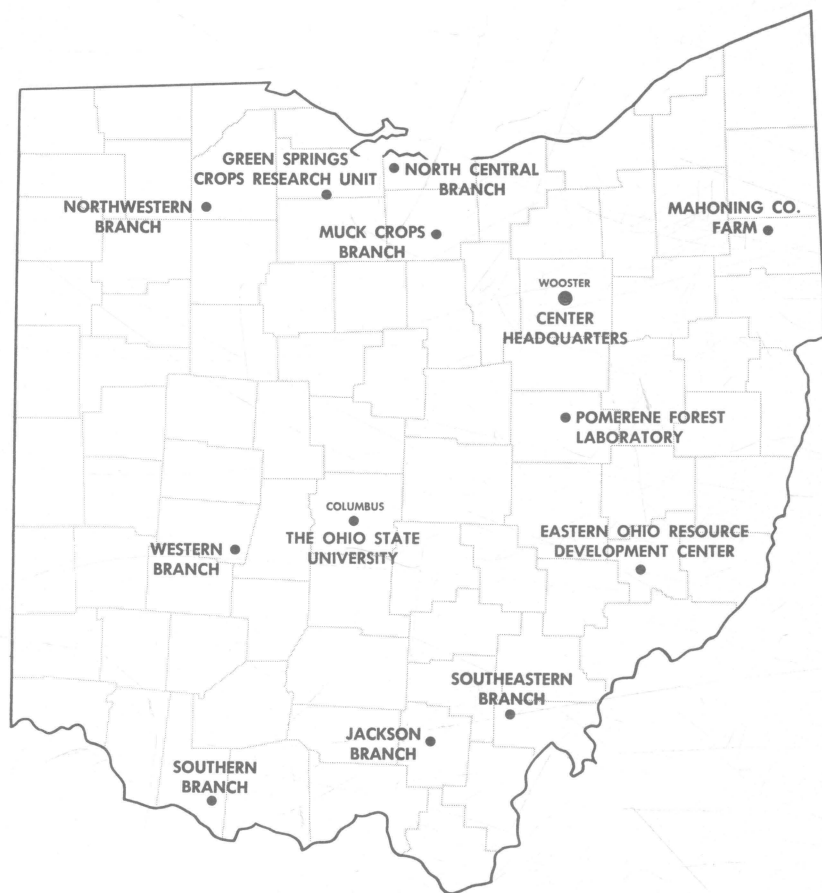 GREEN SPRINGS
CROPS RESEARCH UNIT
NORTH CENTRAL
BRANCH
NORTHWESTERN
BRANCH
MUCK CROPS
BRANCH
MAHONING CO.
FARM
WOOSTER
CENTER
HEADQUARTERS
POMERENE FOREST
LABORATORY
COLUMBUS
THE OHIO STATE
UNIVERSITY
WESTERN
BRANCH
EASTERN OHIO RESOURCE
DEVELOPMENT CENTER
SOUTHEASTERN
BRANCH
JACKSON
BRANCH
SOUTHERN
BRANCH